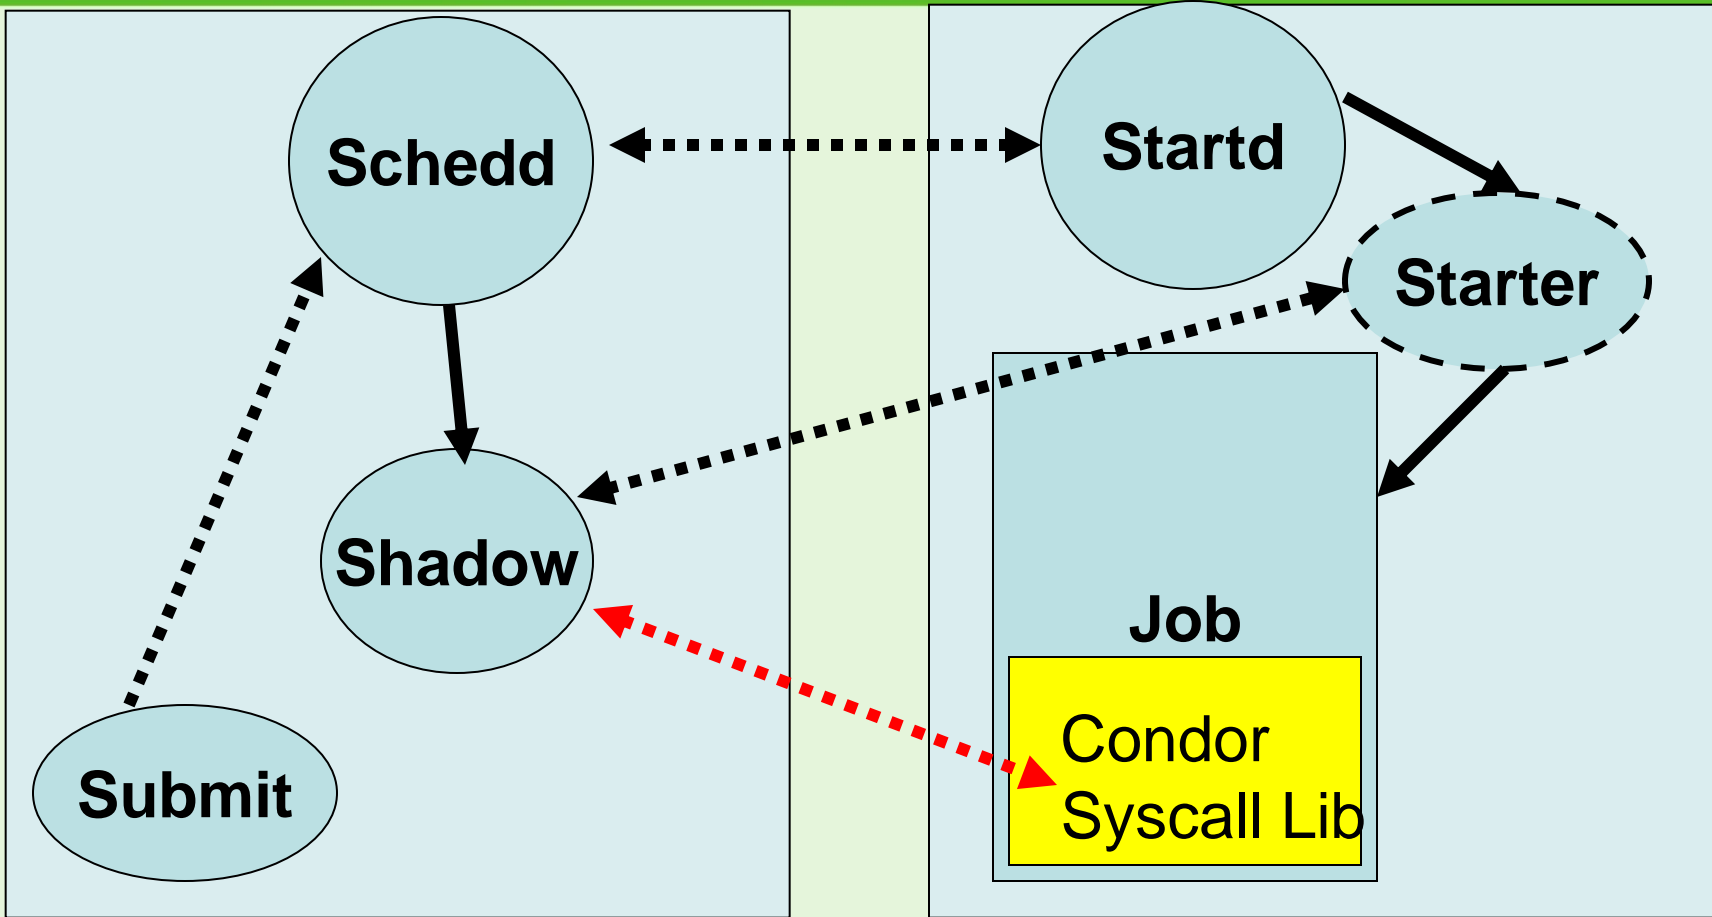 Schedd
Startd
Starter
Shadow
Job
Condor
Syscall Lib
Submit